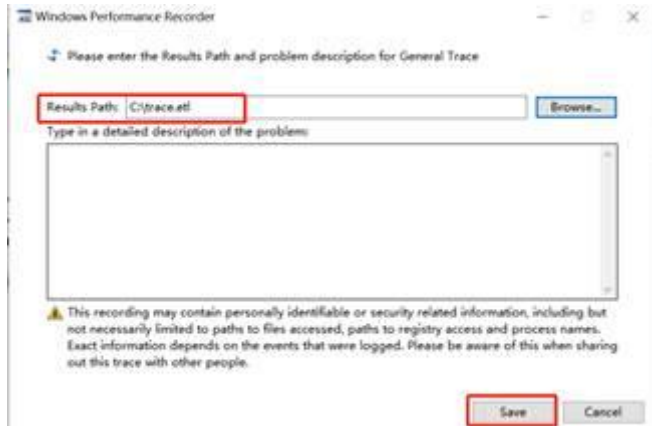 Windows Performance Recorder
Please enter the Results Path and problem description for General Trace
Results Path: C:\trace.etl Browse...
Type in a detailed description of the problem:
This recording may contain personally identifiable or security related information, including but
not necessarily limited to paths to files accessed, paths to registry access and process names.
Exact information depends on the events that were logged. Please be aware of this when sharing
out this trace with other people.
Save Cancel